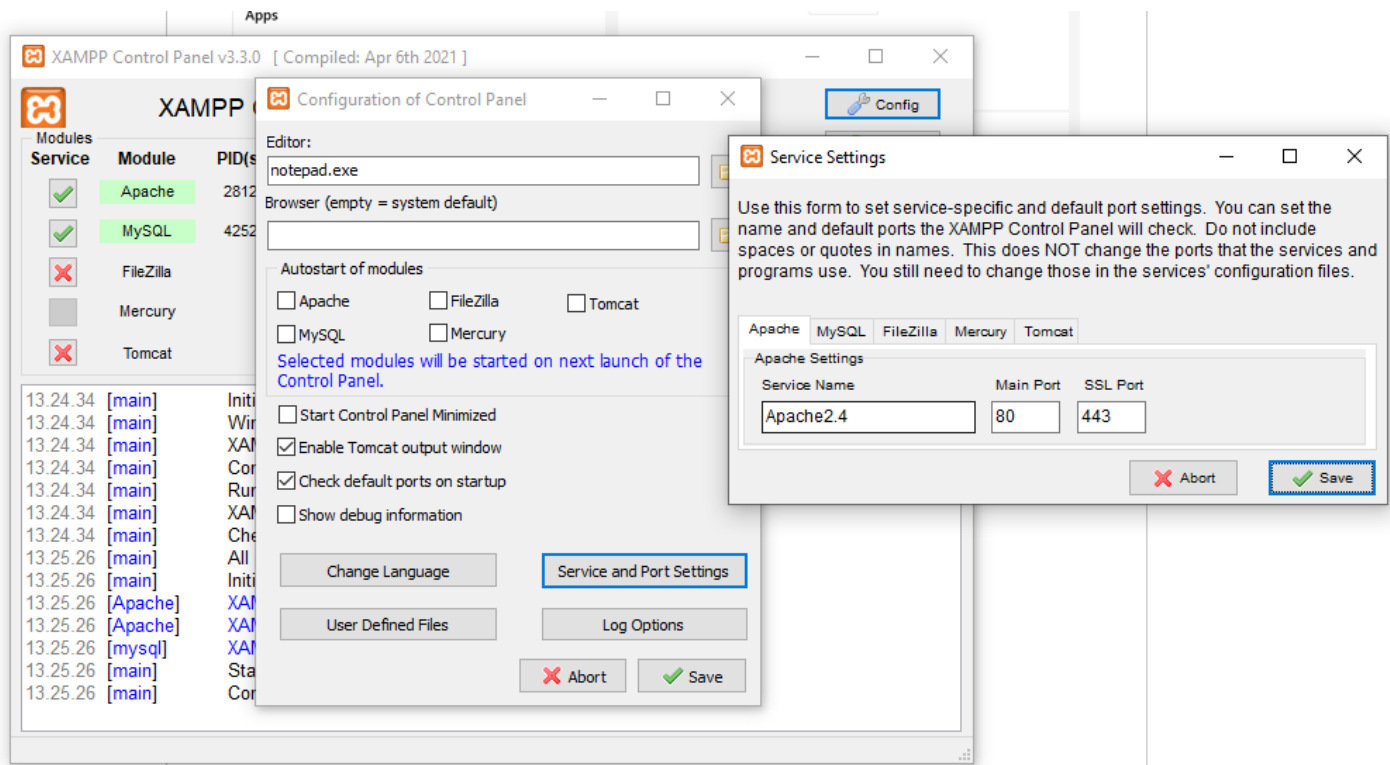 Apps
XAMPP Control Panel v3.3.0 [ Compiled: Apr 6th 2021 ]
XAMPP
Config
Modules
Service Module PID(s
Apache 2812
MySQL 4252
FileZilla
Mercury
Tomcat
13.24.34 [main] Initi
13.24.34 [main]
13.24.34 [main] XAM
13.24.34 [main]
13.24.34 [main]
13.24.34 [main] XAM
13.24.34 [main] Che
13.25.26 [main] All
13.25.26 [main] Initi
13.25.26 [Apache] XAM
13.25.26 [Apache] XAM
13.25.26 [mysql] XAM
13.25.26 [main] Sta
13.25.26 [main]
Configuration of Control Panel
Editor:
notepad.exe
Browser (empty = system default)
Autostart of modules
Apache FileZilla Tomcat
MySQL Mercury
Selected modules will be started on next launch of the
Control Panel.
Start Control Panel Minimized
Enable Tomcat output window
Check default ports on startup
Show debug information
Change Language Service and Port Settings
User Defined Files Log Options
Abort Save
Service Settings
Use this form to set service-specific and default port settings. You can set the
name and default ports the XAMPP Control Panel will check. Do not include
spaces or quotes in names. This does NOT change the ports that the services and
programs use. You still need to change those in the services' configuration files.
Apache MySQL FileZilla Mercury Tomcat
Apache Settings
Service Name Main Port SSL Port
Apache2.4 80 443
Abort Save